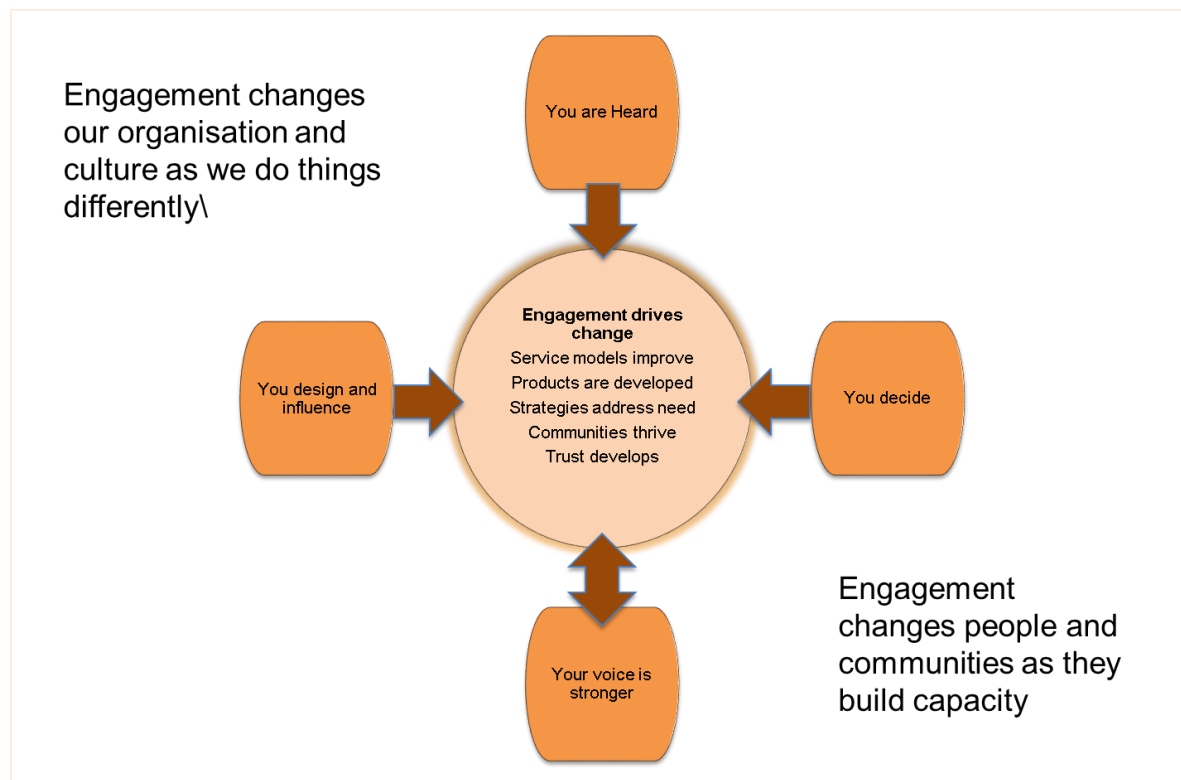 Engagement changes
our organisation and
culture as we do things
differently\
You are Heard
Engagement drives
change
Service models improve
Products are developed
Strategies address need
Communities thrive
Trust develops
You design and
influence
You decide
Your voice is
stronger
Engagement
changes people and
communities as they
build capacity